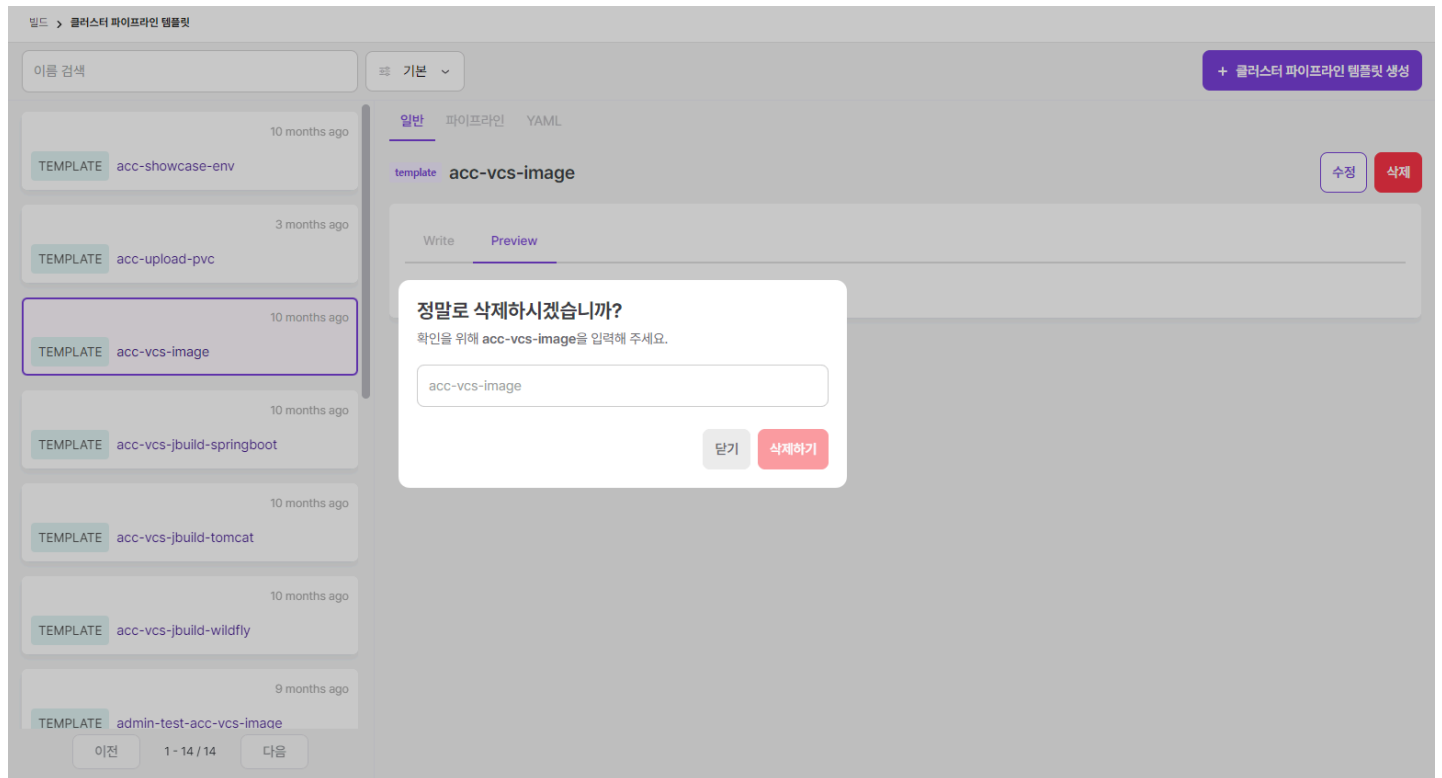 빌드 > 클러스터 파이프라인 템플릿
이름 검색
기본
+ 클러스터 파이프라인 템플릿 생성
10 months ago
TEMPLATE acc-showcase-env
3 months ago
TEMPLATE acc-upload-pvc
10 months ago
TEMPLATE acc-vcs-image
10 months ago
TEMPLATE acc-vcs-jbuild-springboot
10 months ago
TEMPLATE acc-vcs-jbuild-tomcat
10 months ago
TEMPLATE acc-vcs-jbuild-wildfly
9 months ago
TEMPLATE admin-test-acc-vcs-image
이전 1 - 14 / 14 다음
일반 파이프라인 YAML
template acc-vcs-image
수정 삭제
Write Preview
정말로 삭제하시겠습니까?
확인을 위해 acc-vcs-image을 입력해 주세요.
acc-vcs-image
닫기 삭제하기